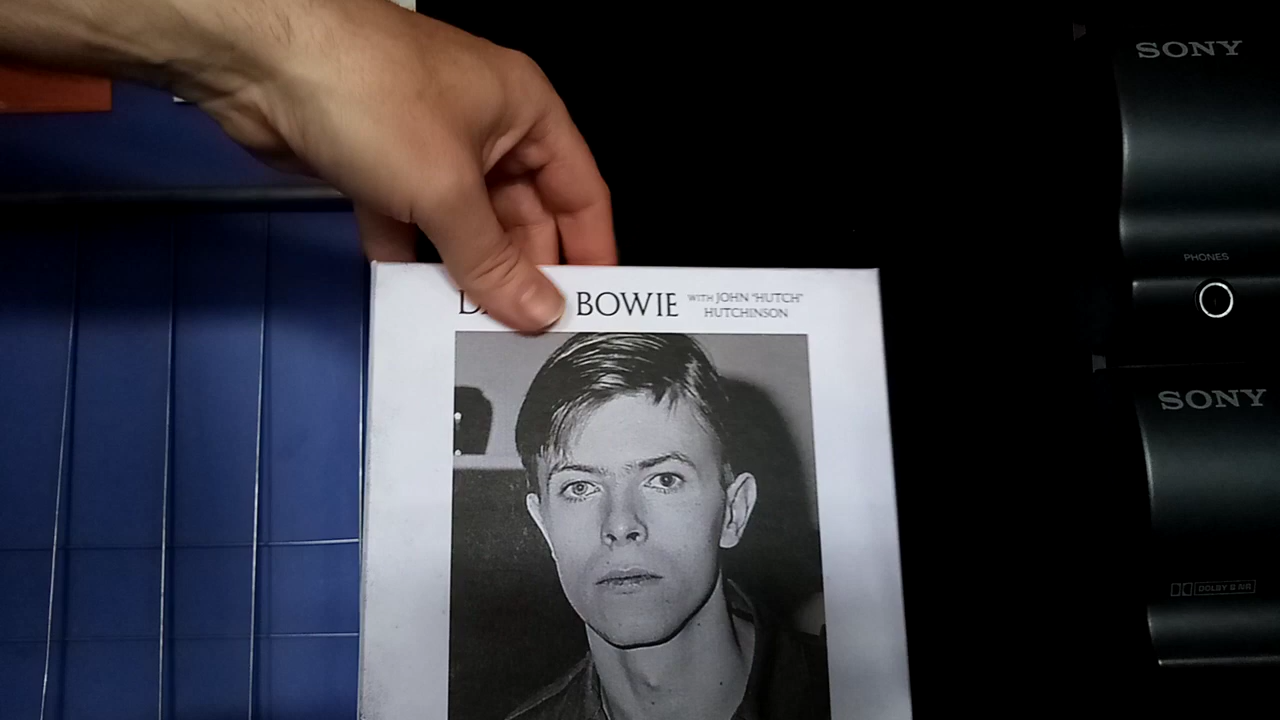 BOWIE WITH JOHN "HUTCH"
HUTCHINSON
SONY
PHONES
SONY
DOLBY B NR